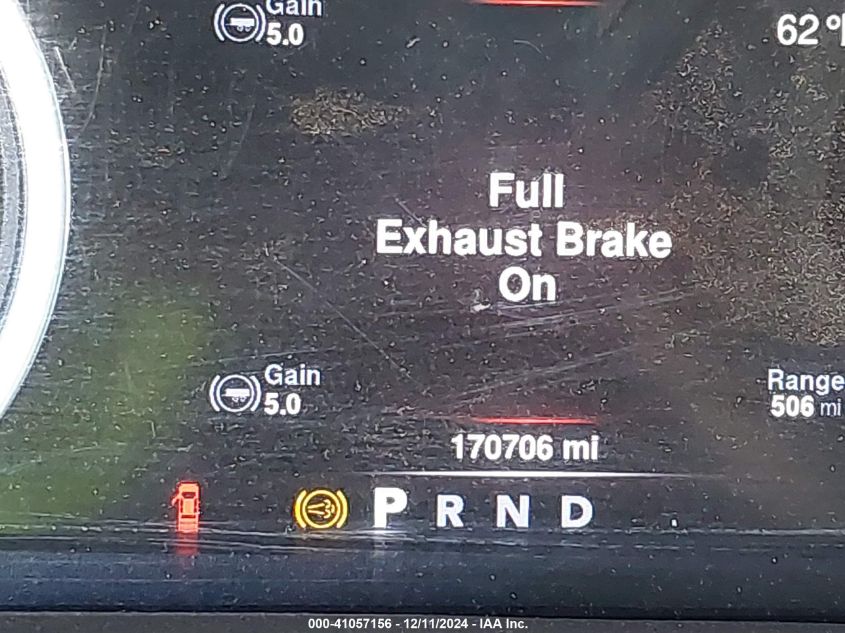 Gain
5.0
62°
Full
Exhaust Brake
On
Gain
5.0
Range
506 mi
170706 mi
P R N D
000-41057156 - 12/11/2024 - IAA Inc.